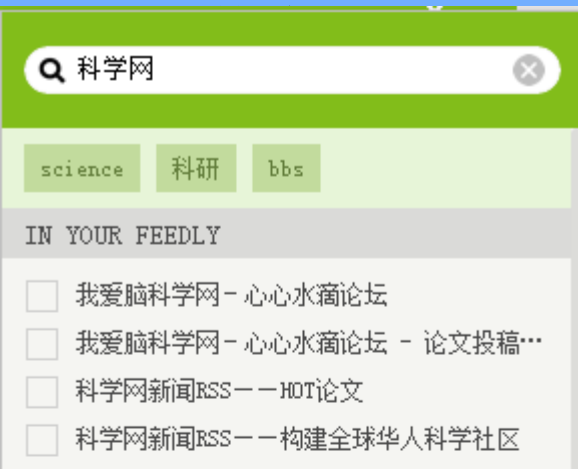 科学网
science 科研 bbs
IN YOUR FEEDLY
我爱脑科学网－心心水滴论坛
我爱脑科学网－心心水滴论坛 - 论文投稿…
科学网新闻RSS——HOT论文
科学网新闻RSS——构建全球华人科学社区